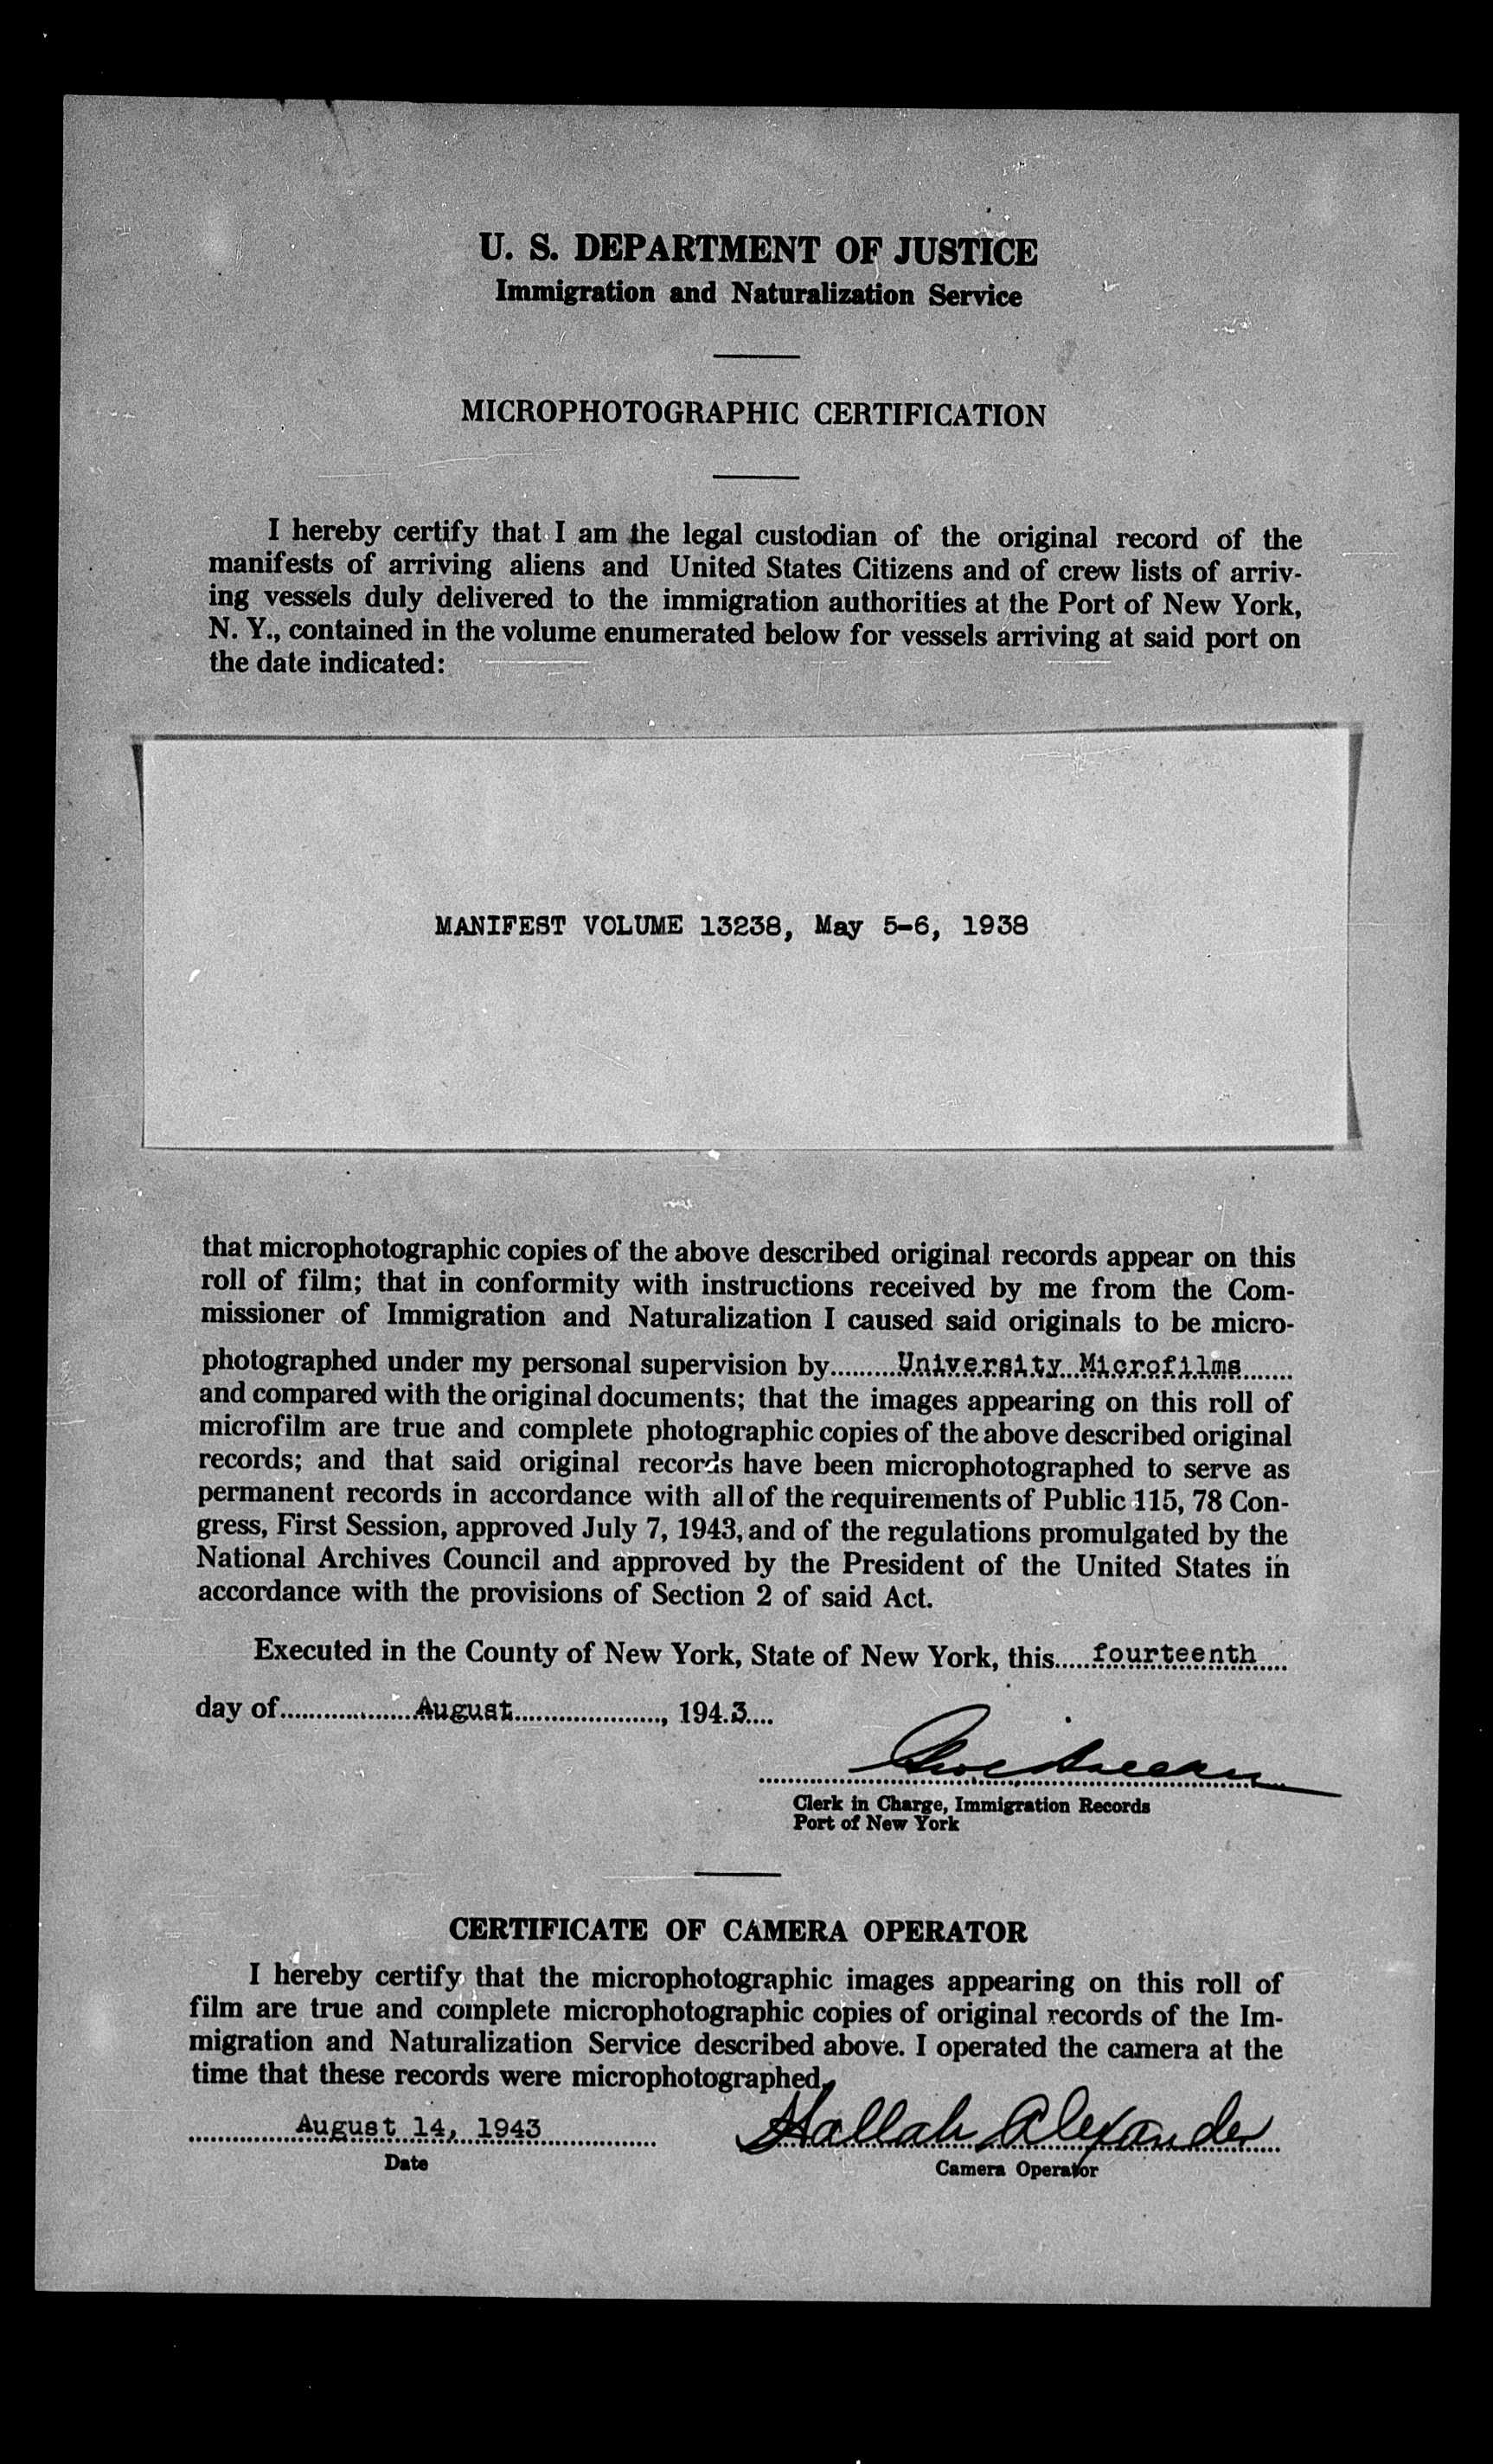 U. S. DEPARTMENT OF JUSTICE
Immigration and Naturalization Service
MICROPHOTOGRAPHIC CERTIFICATION
I hereby certify that I am the legal custodian of the original record of the
manifests of arriving aliens and United States Citizens and of crew lists of arriv-
ing vessels duly delivered to the immigration authorities at the Port of New York,
N. Y., contained in the volume enumerated below for vessels arriving at said port on
the date indicated:
MANIFEST VOLUME 13238, May 5-6, 1938
that microphotographic copies of the above described original records appear on this
roll of film; that in conformity with instructions received by me from the Com-
missioner of Immigration and Naturalization I caused said originals to be micro-
photographed under my personal supervision by University Microfilms
and compared with the original documents; that the images appearing on this roll of
microfilm are true and complete photographic copies of the above described original
records; and that said original records have been microphotographed to serve as
permanent records in accordance with all of the requirements of Public 115, 78 Con-
gress, First Session, approved July 7, 1943, and of the regulations promulgated by the
National Archives Council and approved by the President of the United States in
accordance with the provisions of Section 2 of said Act.
Executed in the County of New York, State of New York, this fourteenth
day of August, 1943
Clerk in Charge, Immigration Records
Port of New York
CERTIFICATE OF CAMERA OPERATOR
I hereby certify that the microphotographic images appearing on this roll of
film are true and complete microphotographic copies of original records of the Im-
migration and Naturalization Service described above. I operated the camera at the
time that these records were microphotographed.
August 14, 1943 Hallah Alexander
Date Camera Operator